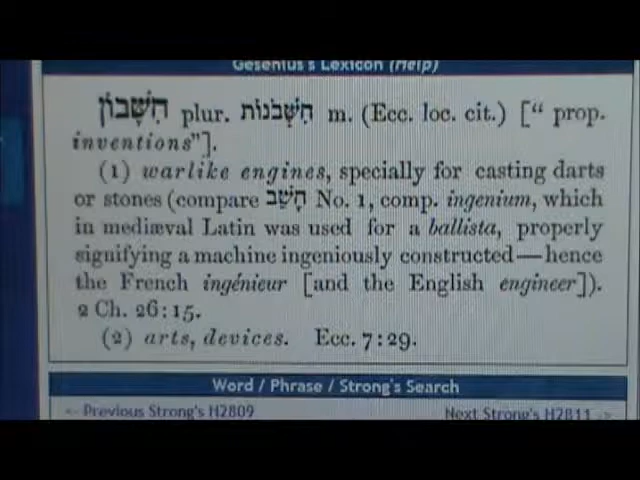 Gesenius's Lexicon (Help)
חִשָּׁבוֹן plur. חִשְּׁבֹנוֹת m. (Ecc. loc. cit.) [“ prop.
inventions”].
(1) warlike engines, specially for casting darts
or stones (compare חָשַׁב No. 1, comp. ingenium, which
in mediæval Latin was used for a ballista, properly
signifying a machine ingeniously constructed—hence
the French ingénieur [and the English engineer]).
2 Ch. 26:15.
(2) arts, devices. Ecc. 7:29.
Word / Phrase / Strong's Search
<- Previous Strong's H2809
Next Strong's H2811 ->